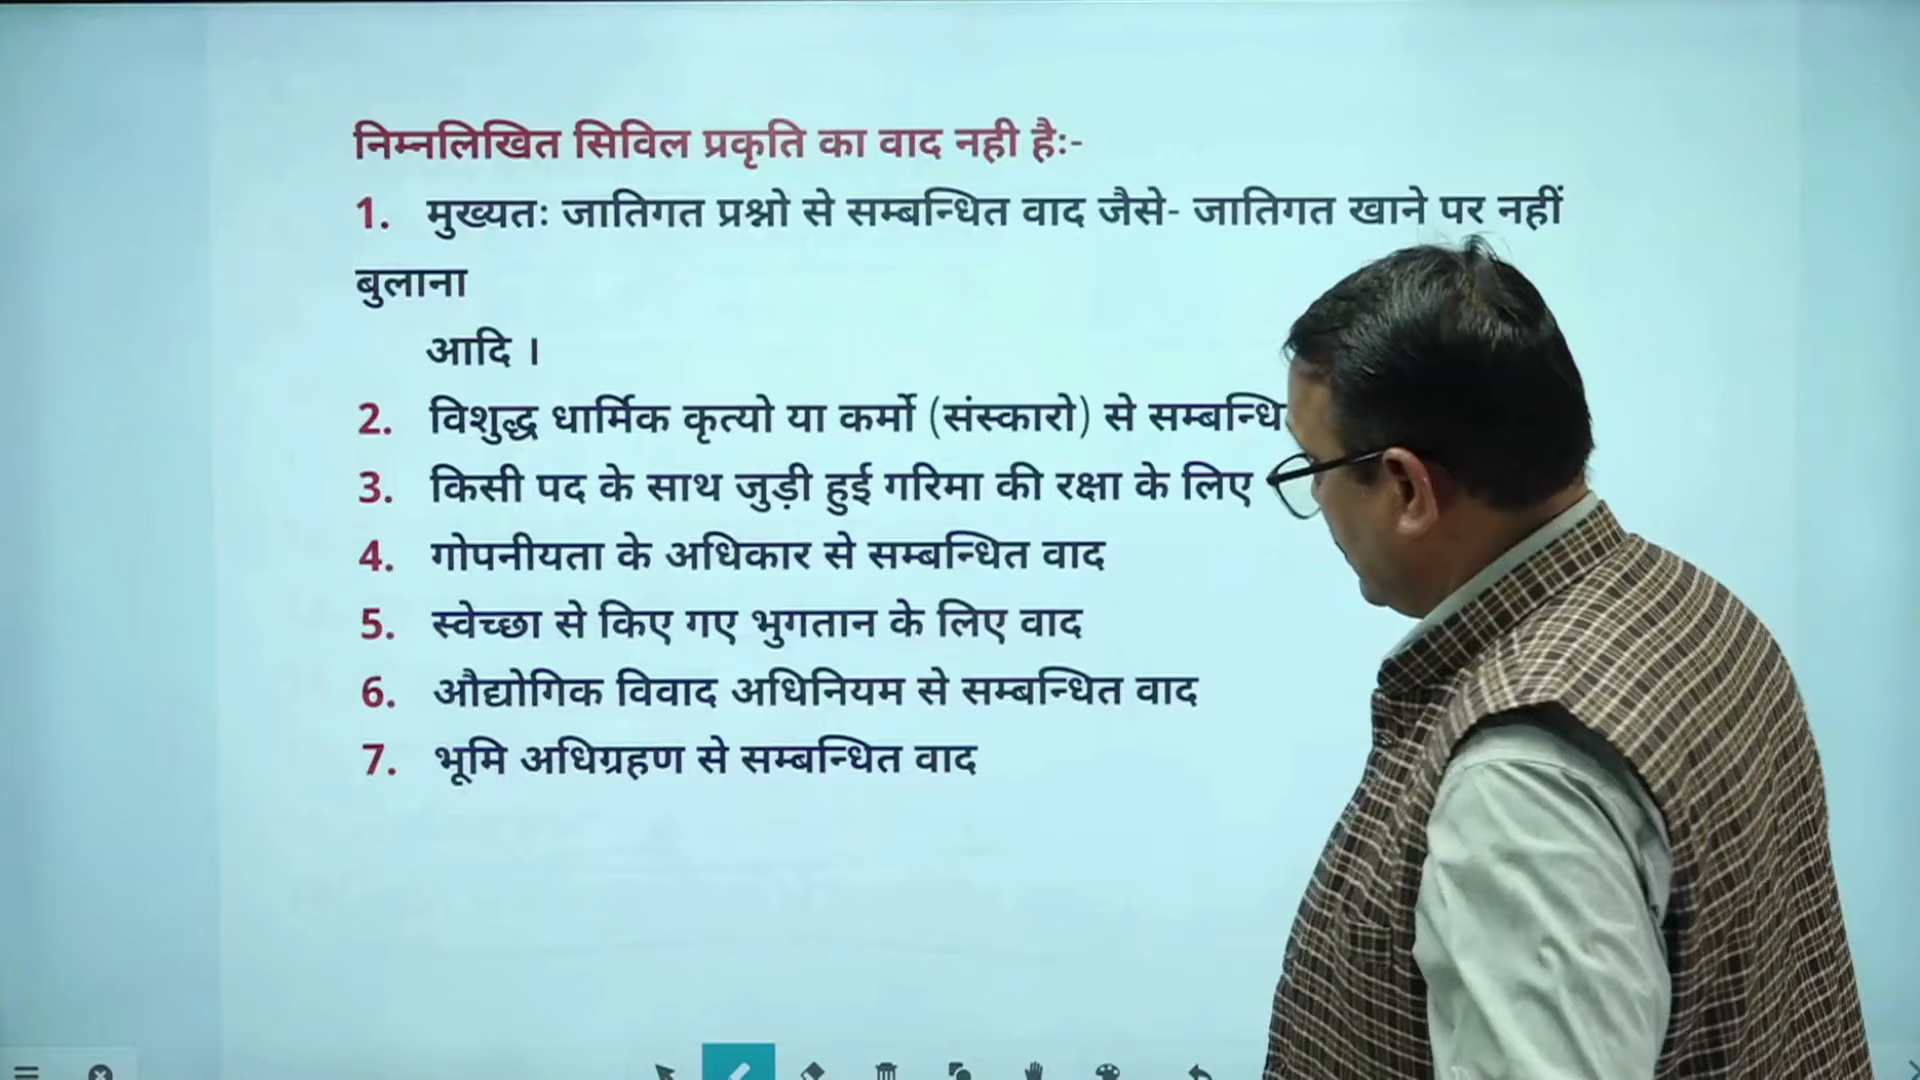 निम्नलिखित सिविल प्रकृति का वाद नही हैः-
1. मुख्यतः जातिगत प्रश्नो से सम्बन्धित वाद जैसे- जातिगत खाने पर नहीं
बुलाना
आदि ।
2. विशुद्ध धार्मिक कृत्यो या कर्मो (संस्कारो) से
3. किसी पद के साथ जुड़ी हुई गरिमा की रक्षा के लिए
4. गोपनीयता के अधिकार से सम्बन्धित वाद
5. स्वेच्छा से किए गए भुगतान के लिए वाद
6. औद्योगिक विवाद अधिनियम से सम्बन्धित वाद
7. भूमि अधिग्रहण से सम्बन्धित वाद